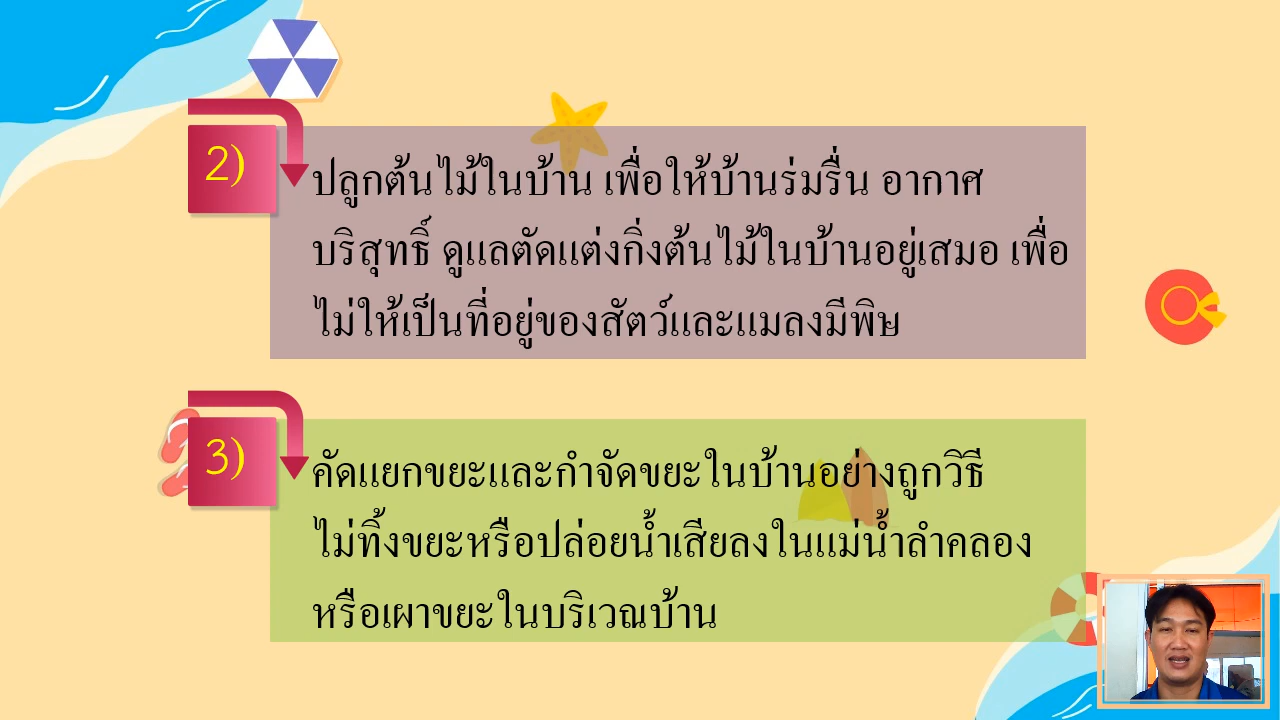 2)
ปลูกต้นไม้ในบ้าน เพื่อให้บ้านร่มรื่น อากาศ
บริสุทธิ์ ดูแลตัดแต่งกิ่งต้นไม้ในบ้านอยู่เสมอ เพื่อ
ไม่ให้เป็นที่อยู่ของสัตว์และแมลงมีพิษ
3)
คัดแยกขยะและกำจัดขยะในบ้านอย่างถูกวิธี
ไม่ทิ้งขยะหรือปล่อยน้ำเสียลงในแม่น้ำลำคลอง
หรือเผาขยะในบริเวณบ้าน